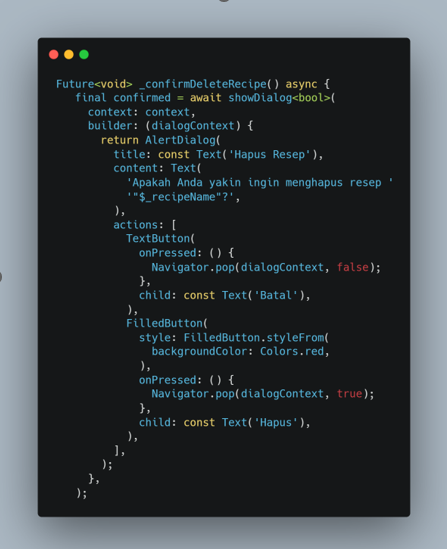 Future<void> _confirmDeleteRecipe() async {
final confirmed = await showDialog<bool>(
context: context,
builder: (dialogContext) {
return AlertDialog(
title: const Text('Hapus Resep'),
content: Text(
'Apakah Anda yakin ingin menghapus resep '
'"$_recipeName"?',
),
actions: [
TextButton(
onPressed: () {
Navigator.pop(dialogContext, false);
},
child: const Text('Batal'),
),
FilledButton(
style: FilledButton.styleFrom(
backgroundColor: Colors.red,
),
onPressed: () {
Navigator.pop(dialogContext, true);
},
child: const Text('Hapus'),
),
],
);
},
);